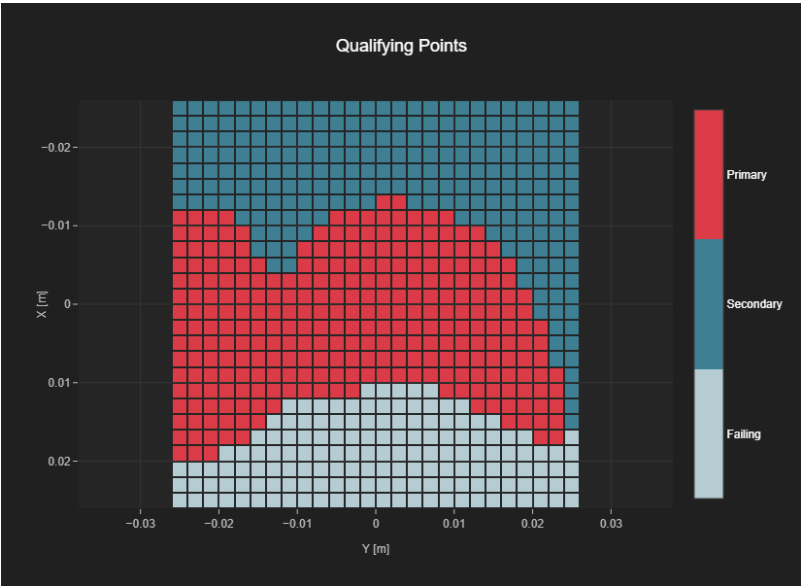 Qualifying Points
−0.02
−0.01
0
0.01
0.02
X [m]
−0.03
−0.02
−0.01
0
0.01
0.02
0.03
Y [m]
Primary
Secondary
Failing